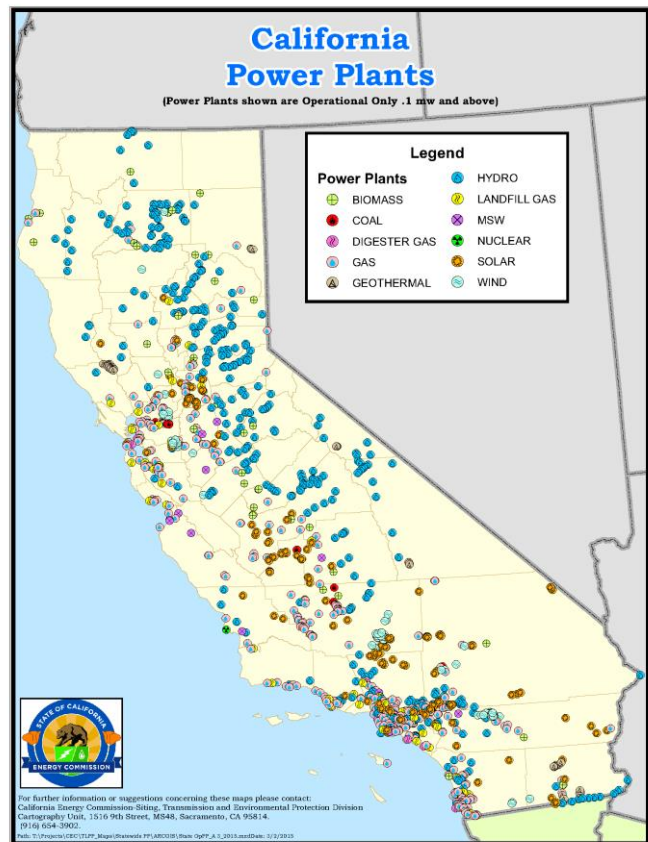 California
Power Plants
(Power Plants shown are Operational Only .1 mw and above)
Legend
Power Plants
BIOMASS
COAL
DIGESTER GAS
GAS
GEOTHERMAL
HYDRO
LANDFILL GAS
MSW
NUCLEAR
SOLAR
WIND
STATE OF CALIFORNIA
ENERGY COMMISSION
For further information or suggestions concerning these maps please contact:
California Energy Commission-Siting, Transmission and Environmental Protection Division
Cartography Unit, 1516 9th Street, MS48, Sacramento, CA 95814.
(916) 654-3902.